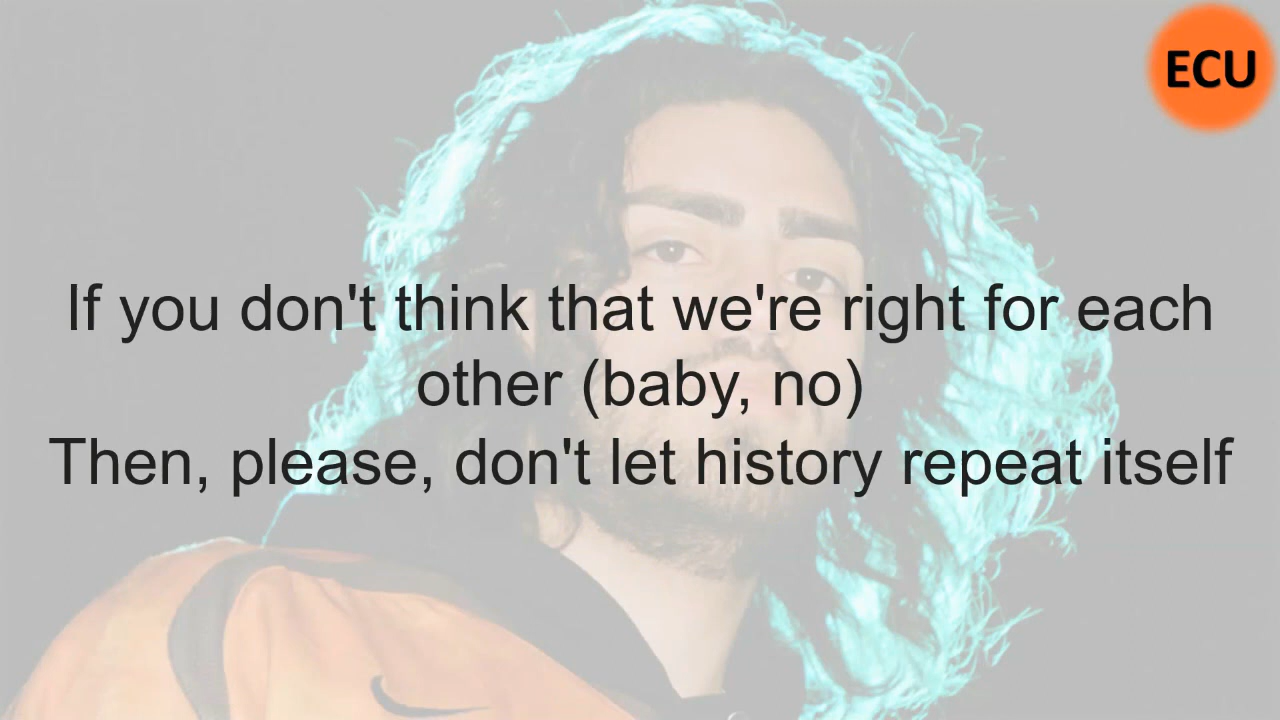 ECU
If you don't think that we're right for each
other (baby, no)
Then, please, don't let history repeat itself